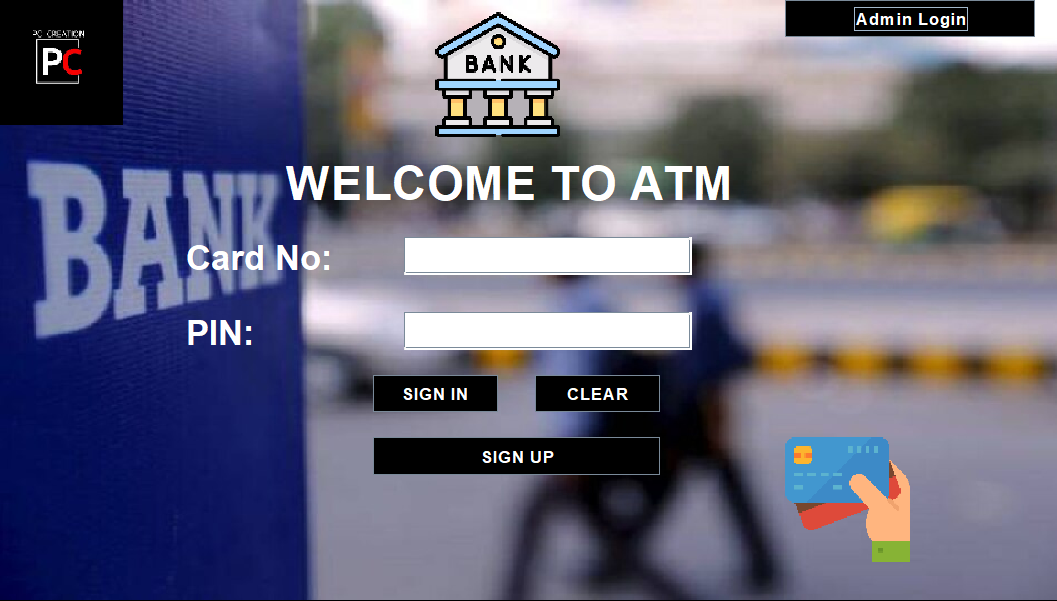 PC CREATION
PC
Admin Login
BANK
WELCOME TO ATM
BANK
Card No:
PIN:
SIGN IN
CLEAR
SIGN UP